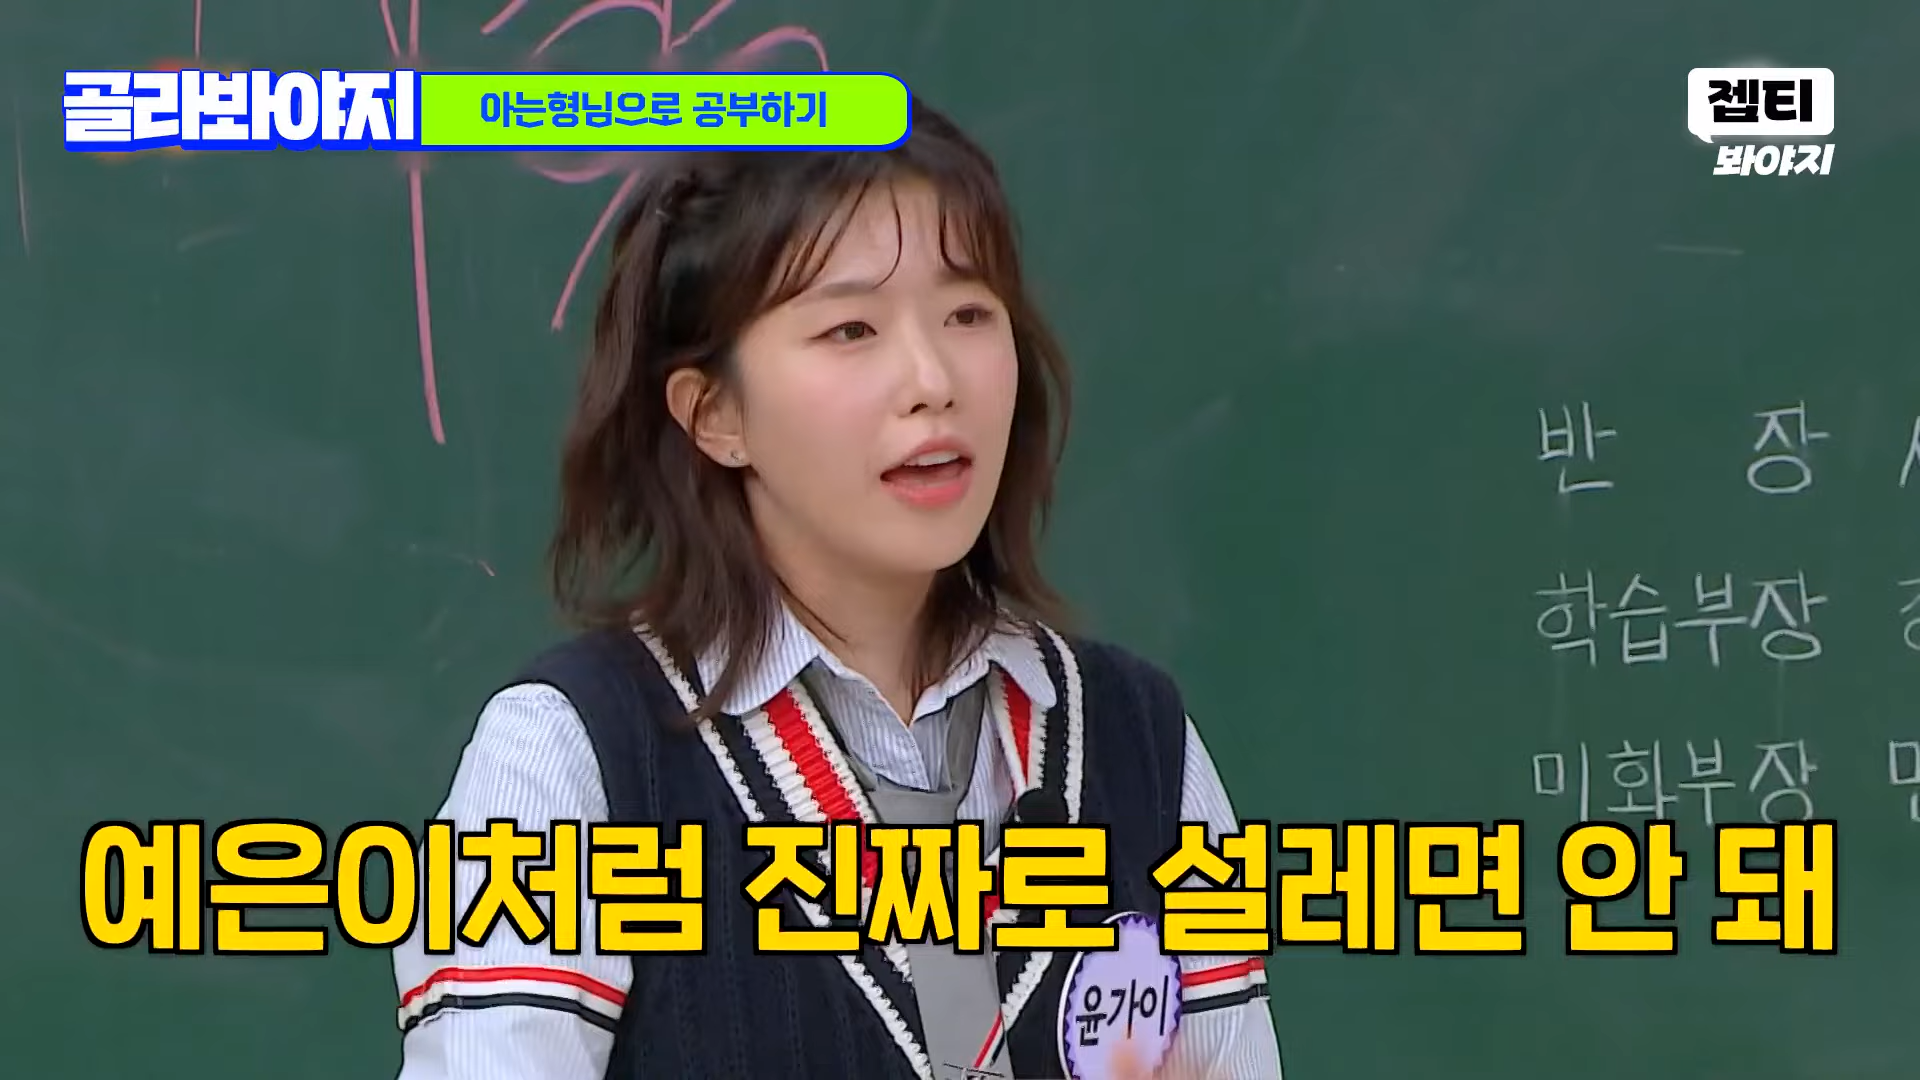 골라봐야지
아는형님으로 공부하기
젭티
봐야지
반 장
학습부장
미화부장
예은이처럼 진짜로 설레면 안 돼
윤가이